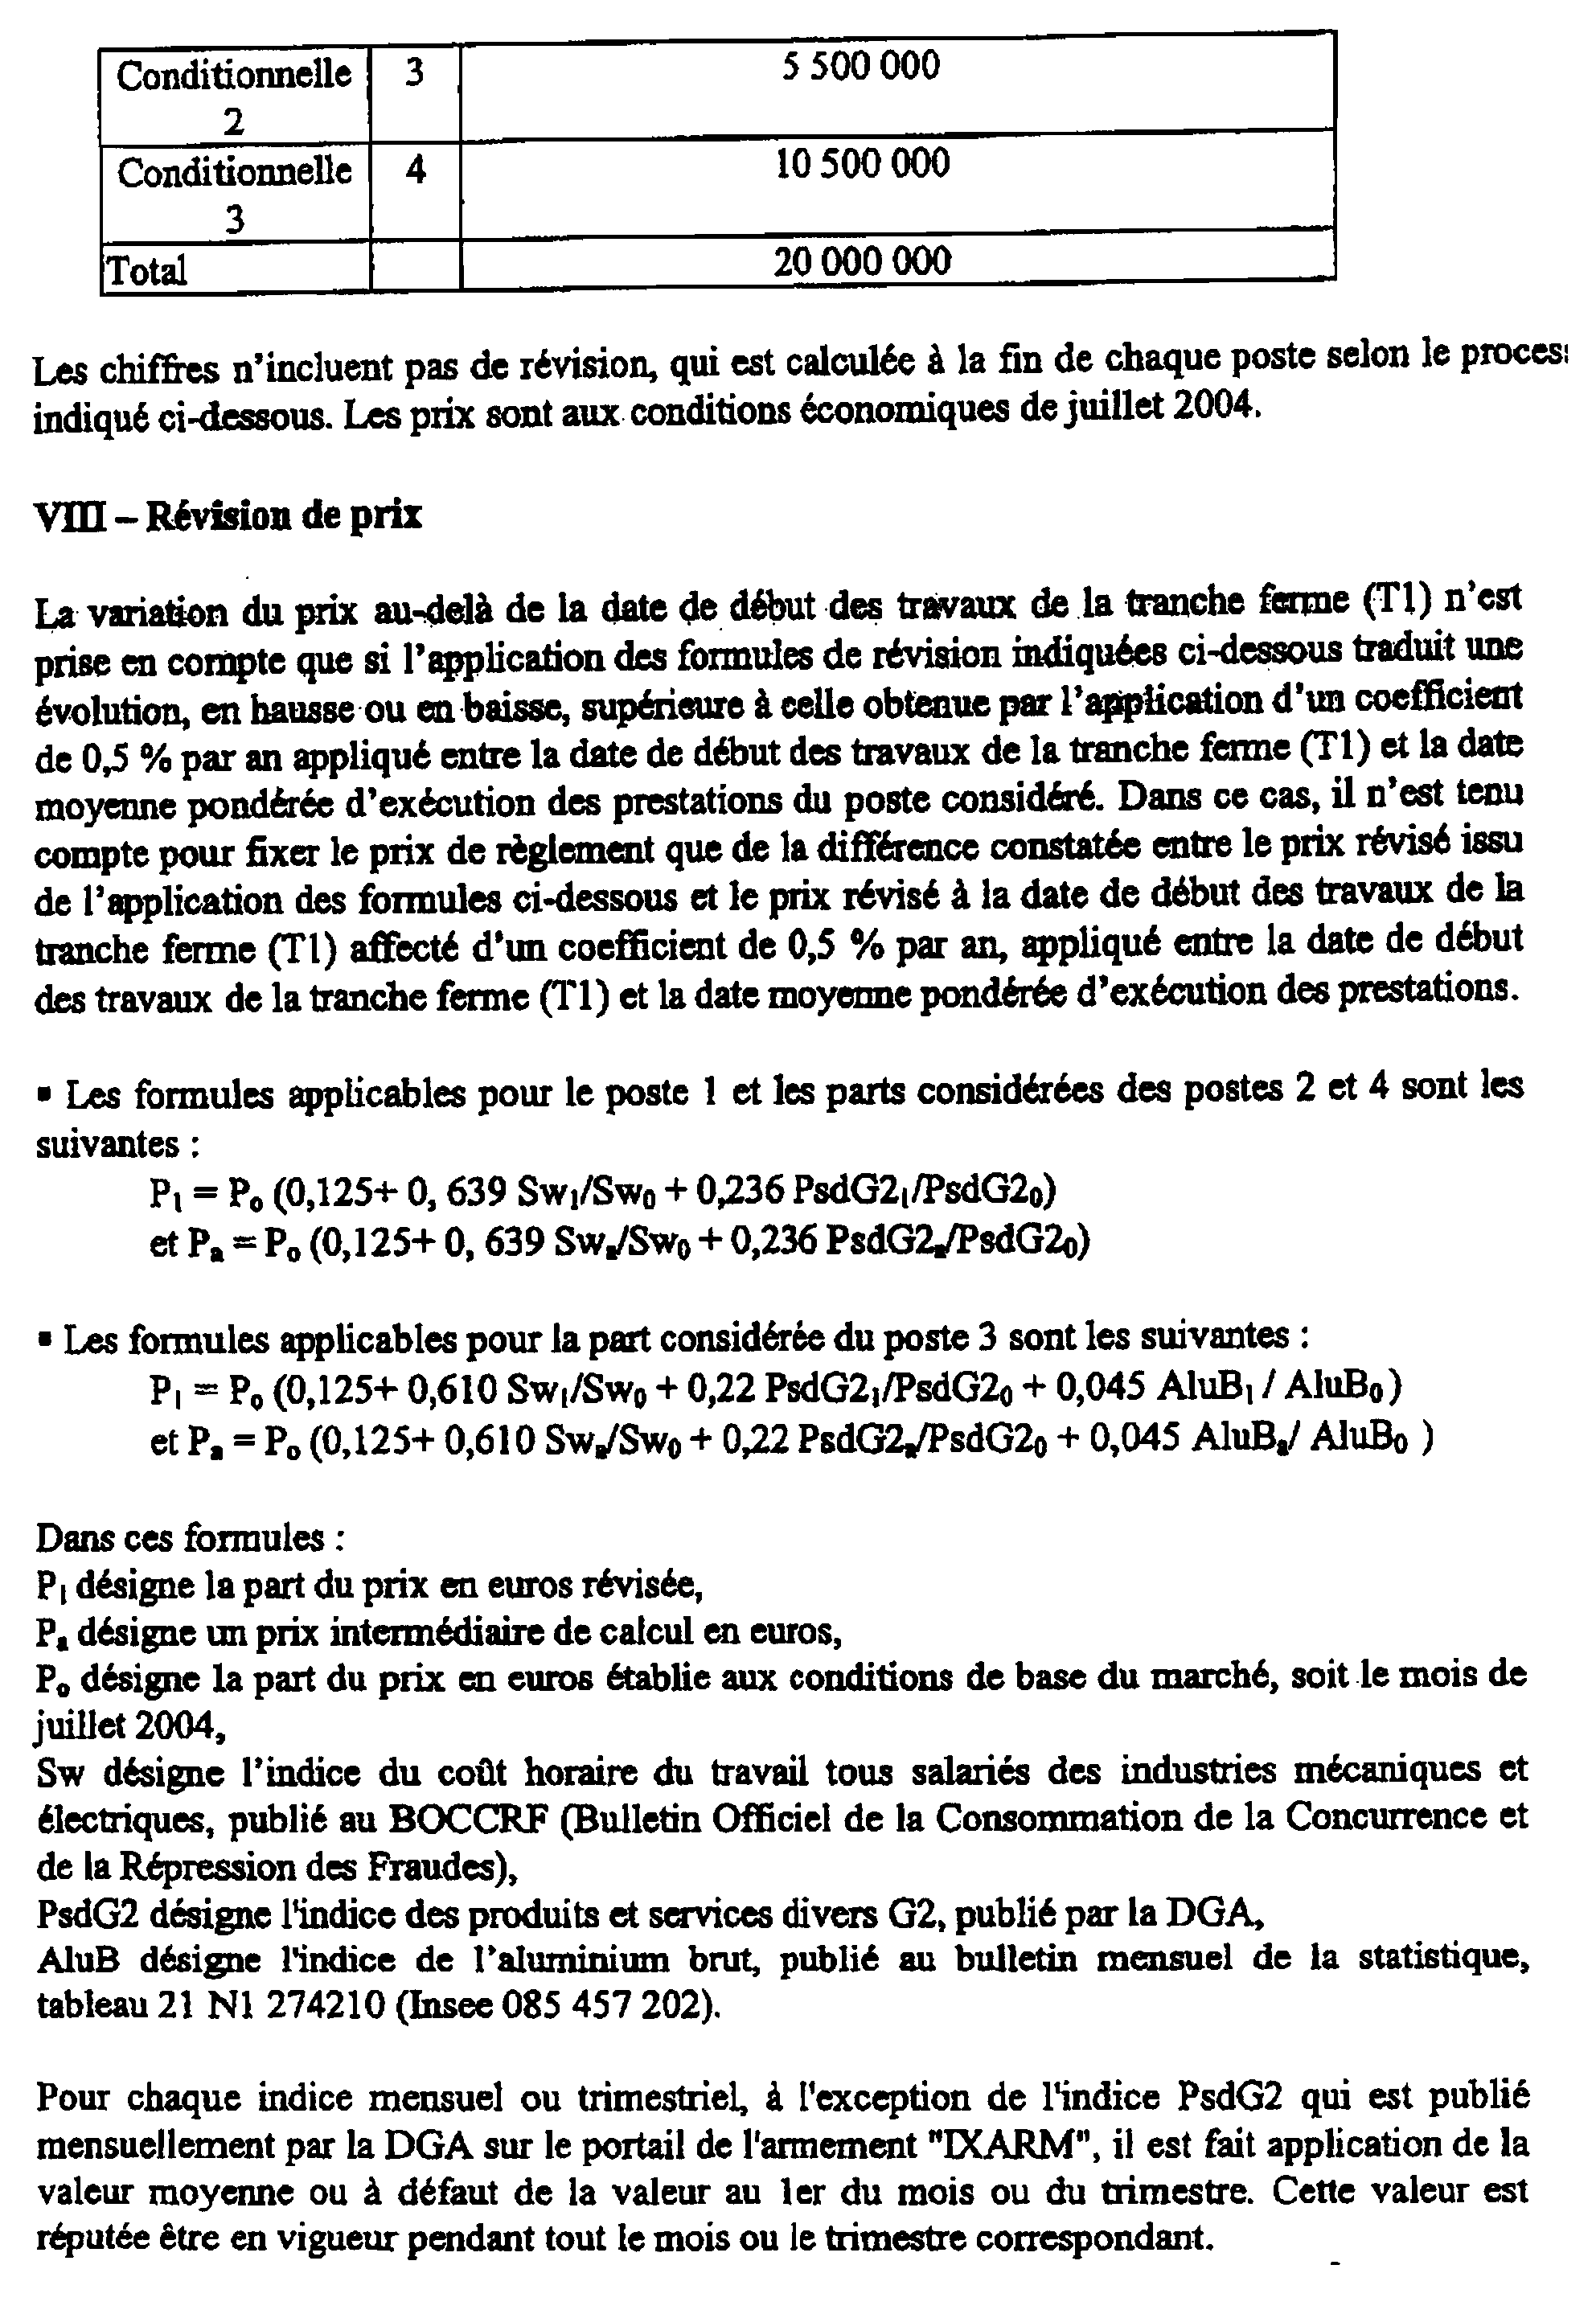 Conditionnelle 3 5 500 000
2
Conditionnelle 4 10 500 000
3
Total 20 000 000
Les chiffres n'incluent pas de révision, qui est calculée à la fin de chaque poste selon le proces
indiqué ci-dessous. Les prix sont aux conditions économiques de juillet 2004.
VIII – Révision de prix
La variation du prix au-delà de la date de début des travaux de la tranche ferme (T1) n'est
prise en compte que si l'application des formules de révision indiquées ci-dessous traduit une
évolution, en hausse ou en baisse, supérieure à celle obtenue par l'application d'un coefficient
de 0,5 % par an appliqué entre la date de début des travaux de la tranche ferme (T1) et la date
moyenne pondérée d'exécution des prestations du poste considéré. Dans ce cas, il n'est tenu
compte pour fixer le prix de règlement que de la différence constatée entre le prix révisé issu
de l'application des formules ci-dessous et le prix révisé à la date de début des travaux de la
tranche ferme (T1) affecté d'un coefficient de 0,5 % par an, appliqué entre la date de début
des travaux de la tranche ferme (T1) et la date moyenne pondérée d'exécution des prestations.
▪ Les formules applicables pour le poste 1 et les parts considérées des postes 2 et 4 sont les
suivantes :
P₁ = Pₒ (0,125+ 0, 639 Sw₁/Sw₀ + 0,236 PsdG2₁/PsdG2₀)
et Pₐ = Pₒ (0,125+ 0, 639 Swₐ/Sw₀ + 0,236 PsdG2ₐ/PsdG2₀)
▪ Les formules applicables pour la part considérée du poste 3 sont les suivantes :
P₁ = Pₒ (0,125+ 0,610 Sw₁/Sw₀ + 0,22 PsdG2₁/PsdG2₀ + 0,045 AluB₁ / AluB₀)
et Pₐ = Pₒ (0,125+ 0,610 Swₐ/Sw₀ + 0,22 PsdG2ₐ/PsdG2₀ + 0,045 AluBₐ/ AluB₀ )
Dans ces formules :
P₁ désigne la part du prix en euros révisée,
Pₐ désigne un prix intermédiaire de calcul en euros,
Pₒ désigne la part du prix en euros établie aux conditions de base du marché, soit le mois de
juillet 2004,
Sw désigne l'indice du coût horaire du travail tous salariés des industries mécaniques et
électriques, publié au BOCCRF (Bulletin Officiel de la Consommation de la Concurrence et
de la Répression des Fraudes),
PsdG2 désigne l'indice des produits et services divers G2, publié par la DGA,
AluB désigne l'indice de l'aluminium brut, publié au bulletin mensuel de la statistique,
tableau 21 N1 274210 (Insee 085 457 202).
Pour chaque indice mensuel ou trimestriel, à l'exception de l'indice PsdG2 qui est publié
mensuellement par la DGA sur le portail de l'armement "IXARM", il est fait application de la
valeur moyenne ou à défaut de la valeur au 1er du mois ou du trimestre. Cette valeur est
réputée être en vigueur pendant tout le mois ou le trimestre correspondant.